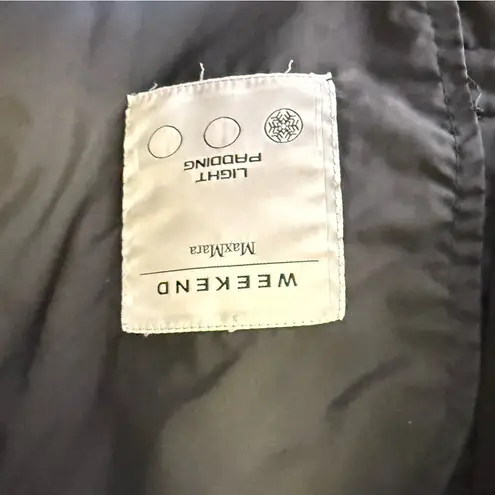 WEEKEND
MaxMara
LIGHT
PADDING